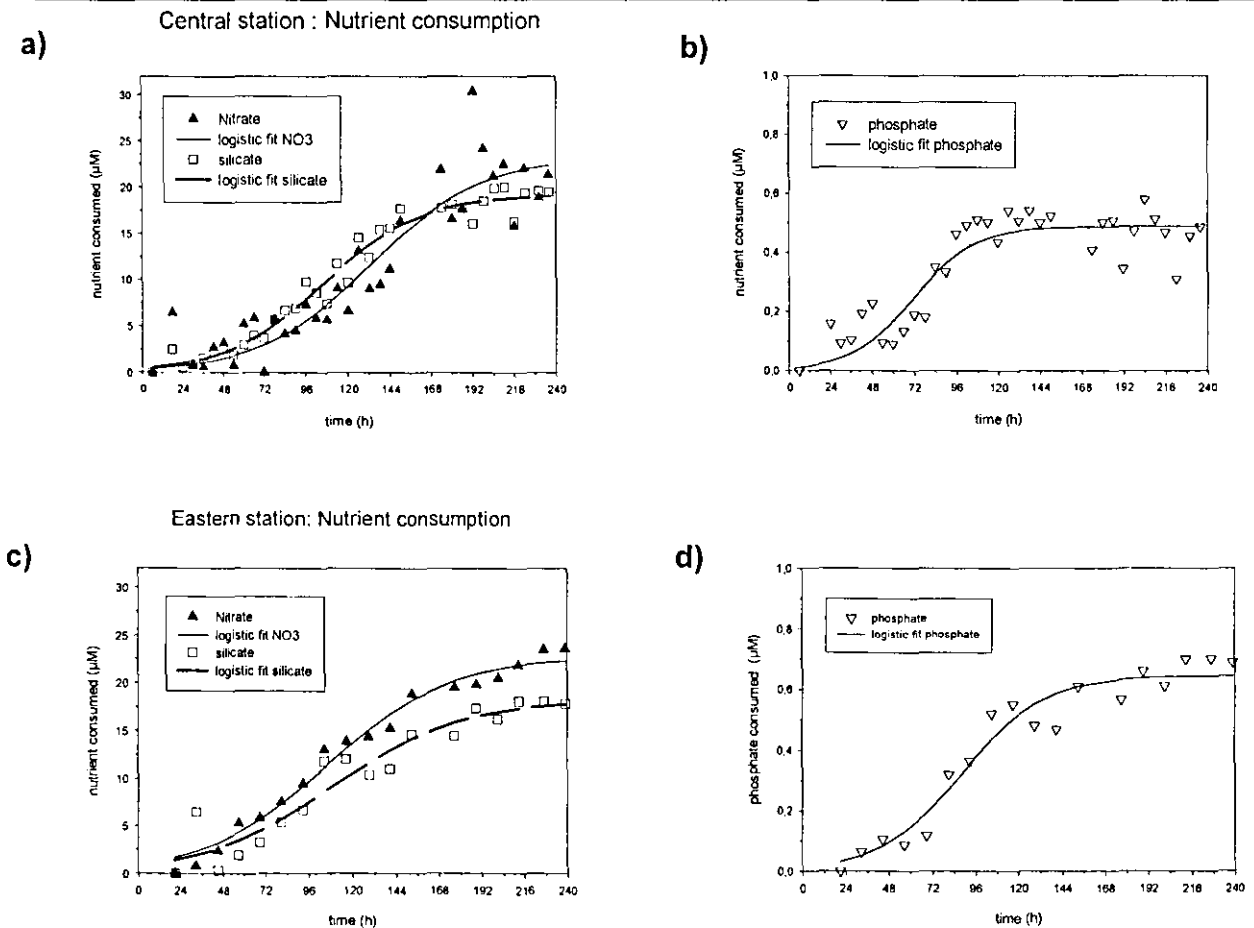 Central station : Nutrient consumption
a)
nutrient consumed (µM)
30
25
20
15
10
5
0
▲ Nitrate
logistic fit NO3
□ silicate
logistic fit silicate
0 24 48 72 96 120 144 168 192 216 240
time (h)
b)
nutrient consumed (µM)
1,0
0,8
0,6
0,4
0,2
0,0
▽ phosphate
logistic fit phosphate
0 24 48 72 96 120 144 168 192 216 240
time (h)
Eastern station: Nutrient consumption
c)
nutrient consumed (µM)
30
25
20
15
10
5
0
▲ Nitrate
logistic fit NO3
□ silicate
logistic fit silicate
0 24 48 72 96 120 144 168 192 216 240
time (h)
d)
phosphate consumed (µM)
1,0
0,8
0,6
0,4
0,2
0,0
▽ phosphate
logistic fit phosphate
0 24 48 72 96 120 144 168 192 216 240
time (h)